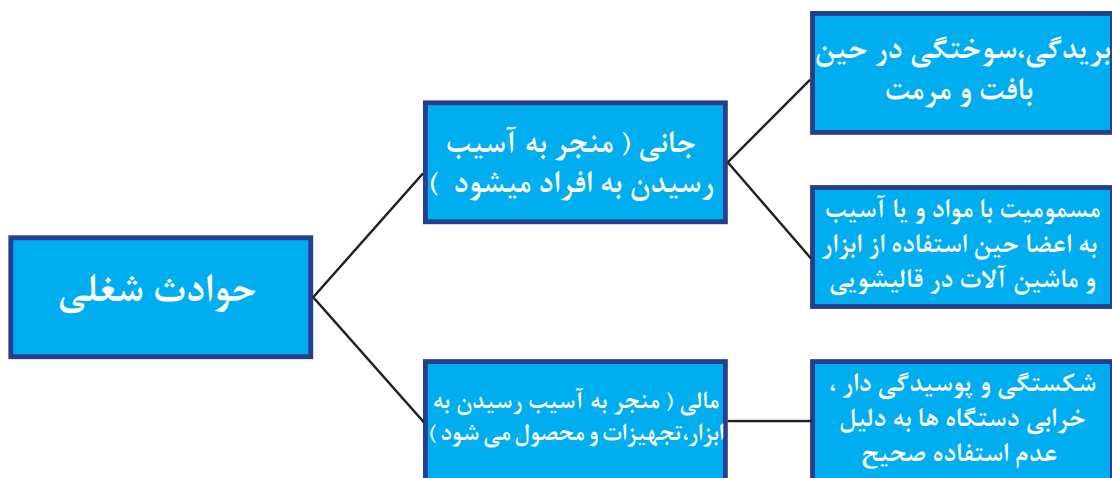 حوادث شغلی
جانی ( منجر به آسیب
رسیدن به افراد میشود )
بریدگی،سوختگی در حین
بافت و مرمت
مسمومیت با مواد و یا آسیب
به اعضا حین استفاده از ابزار
و ماشین آلات در قالیشویی
مالی ( منجر به آسیب رسیدن به
ابزار،تجهیزات و محصول می شود )
شکستگی و پوسیدگی دار ،
خرابی دستگاه ها به دلیل
عدم استفاده صحیح